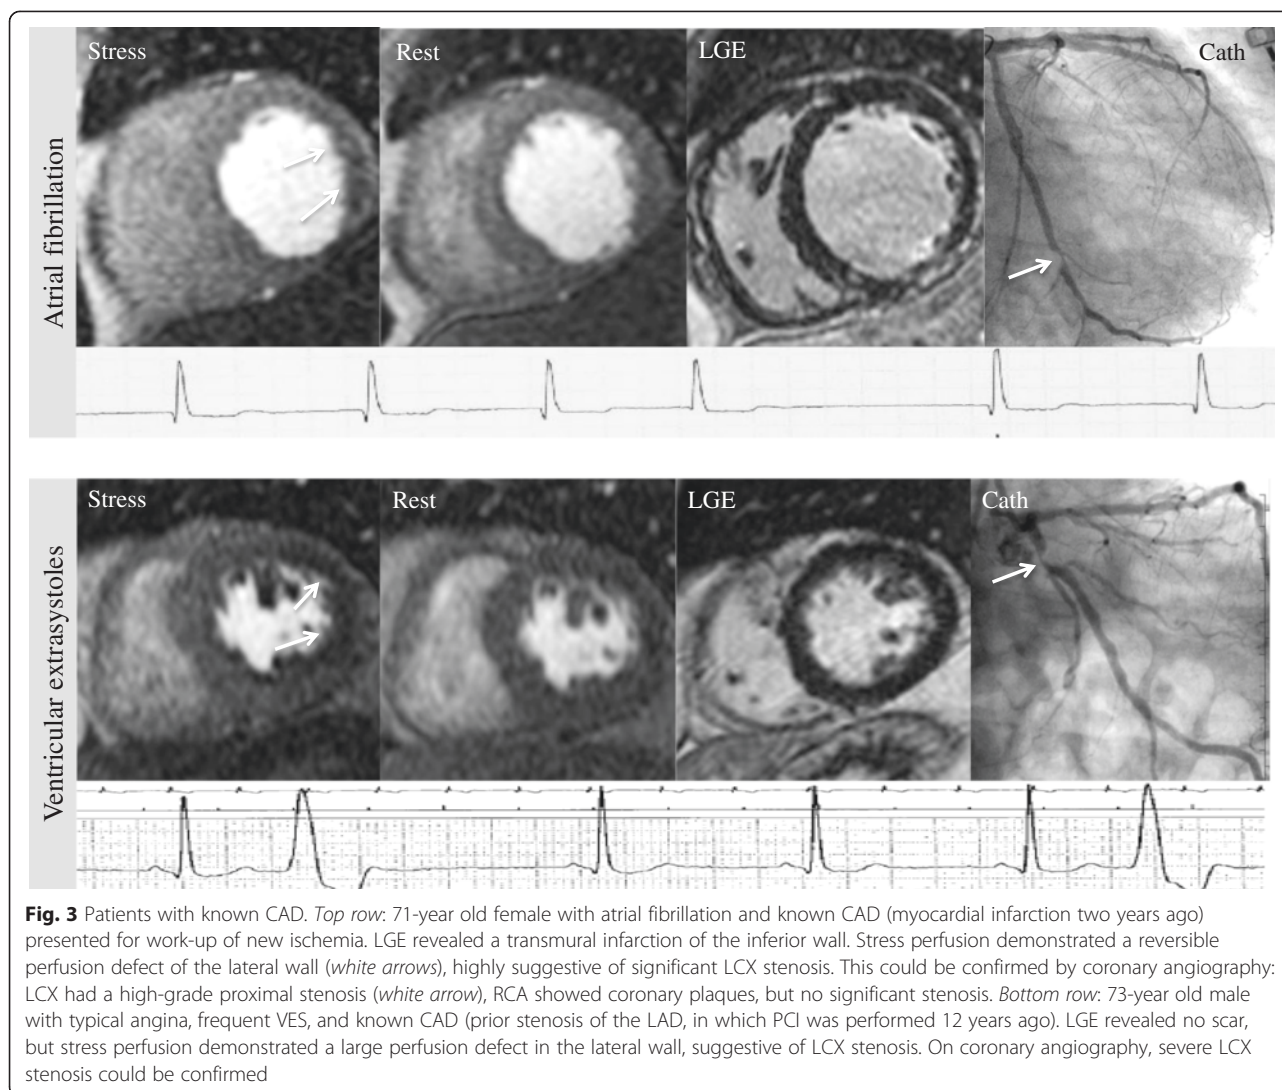 Stress
Rest
LGE
Cath
Atrial fibrillation
Stress
Rest
LGE
Cath
Ventricular extrasystoles
Fig. 3 Patients with known CAD. Top row: 71-year old female with atrial fibrillation and known CAD (myocardial infarction two years ago)
presented for work-up of new ischemia. LGE revealed a transmural infarction of the inferior wall. Stress perfusion demonstrated a reversible
perfusion defect of the lateral wall (white arrows), highly suggestive of significant LCX stenosis. This could be confirmed by coronary angiography:
LCX had a high-grade proximal stenosis (white arrow), RCA showed coronary plaques, but no significant stenosis. Bottom row: 73-year old male
with typical angina, frequent VES, and known CAD (prior stenosis of the LAD, in which PCI was performed 12 years ago). LGE revealed no scar,
but stress perfusion demonstrated a large perfusion defect in the lateral wall, suggestive of LCX stenosis. On coronary angiography, severe LCX
stenosis could be confirmed